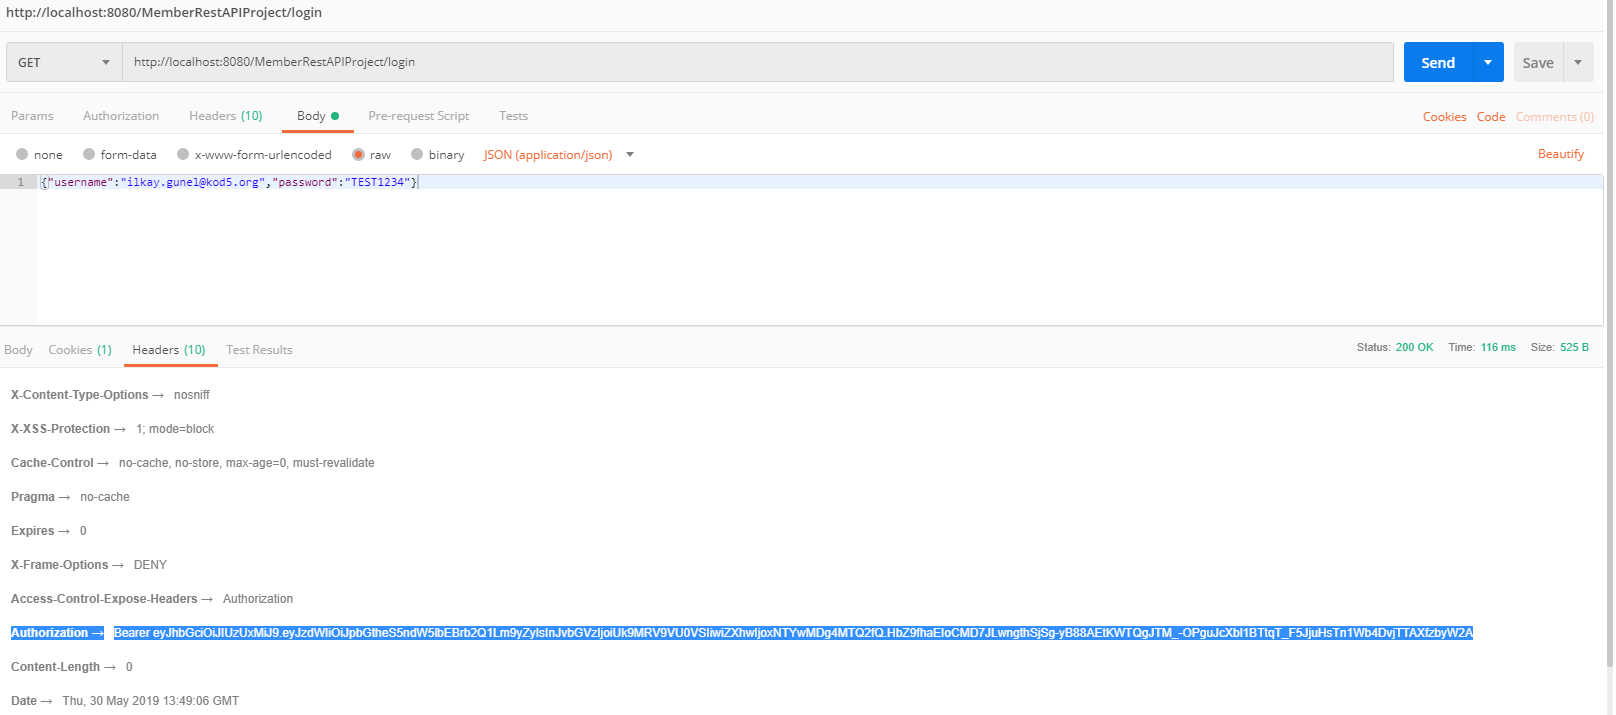 http://localhost:8080/MemberRestAPIProject/login
GET http://localhost:8080/MemberRestAPIProject/login Send Save
Params Authorization Headers (10) Body Pre-request Script Tests Cookies Code Comments (0)
none form-data x-www-form-urlencoded raw binary JSON (application/json) Beautify
1 {"username":"ilkay.gunel@kod5.org","password":"TEST1234"}
Body Cookies (1) Headers (10) Test Results Status: 200 OK Time: 116 ms Size: 525 B
X-Content-Type-Options → nosniff
X-XSS-Protection → 1; mode=block
Cache-Control → no-cache, no-store, max-age=0, must-revalidate
Pragma → no-cache
Expires → 0
X-Frame-Options → DENY
Access-Control-Expose-Headers → Authorization
Authorization → Bearer
Content-Length → 0
Date → Thu, 30 May 2019 13:49:06 GMT